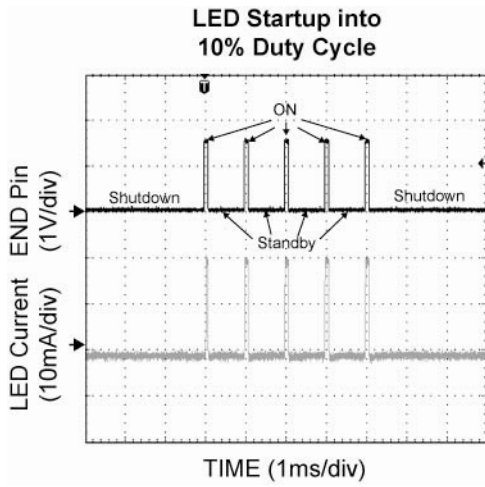 LED Startup into
10% Duty Cycle
T
ON
Shutdown
Shutdown
Standby
END Pin
(1V/div)
LED Current
(10mA/div)
TIME (1ms/div)